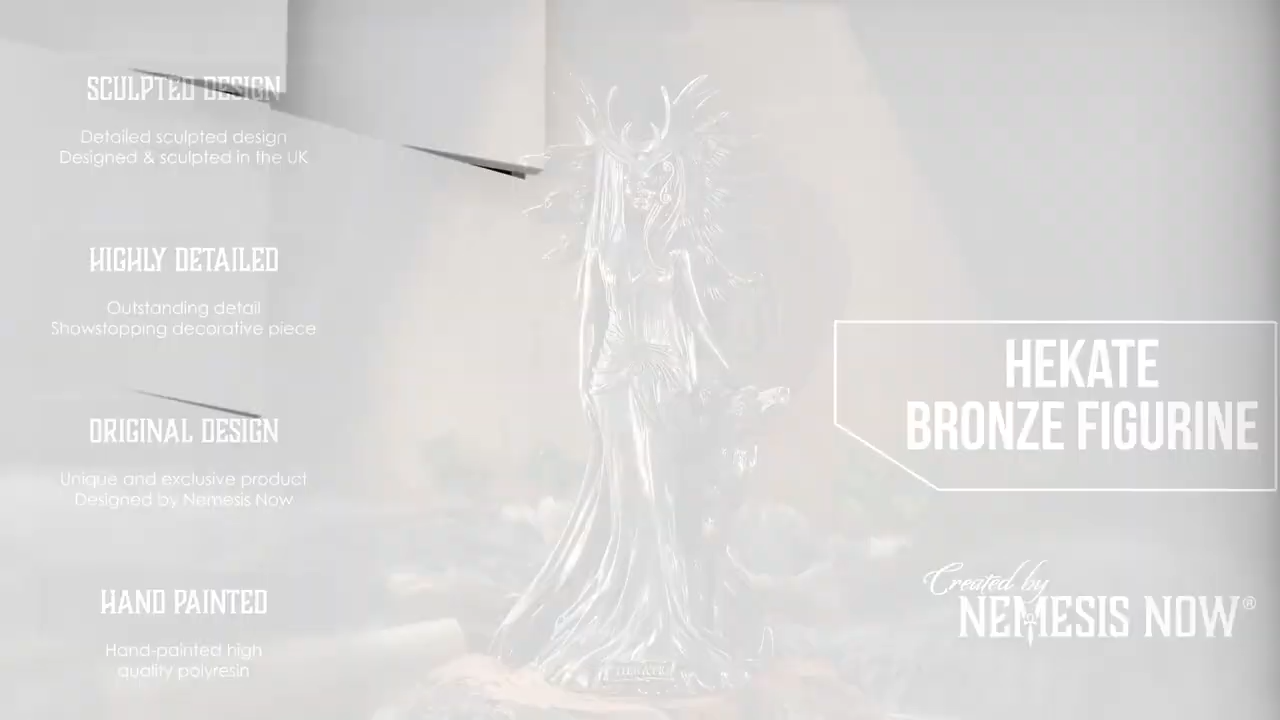 SCULPTED DESIGN
Detailed sculpted design
Designed & sculpted in the UK
HIGHLY DETAILED
Outstanding detail
Showstopping decorative piece
ORIGINAL DESIGN
Unique and exclusive product
Designed by Nemesis Now
HAND PAINTED
Hand-painted high
quality polyresin
HEKATE
BRONZE FIGURINE
Created by
NEMESIS NOW®
HEKATE